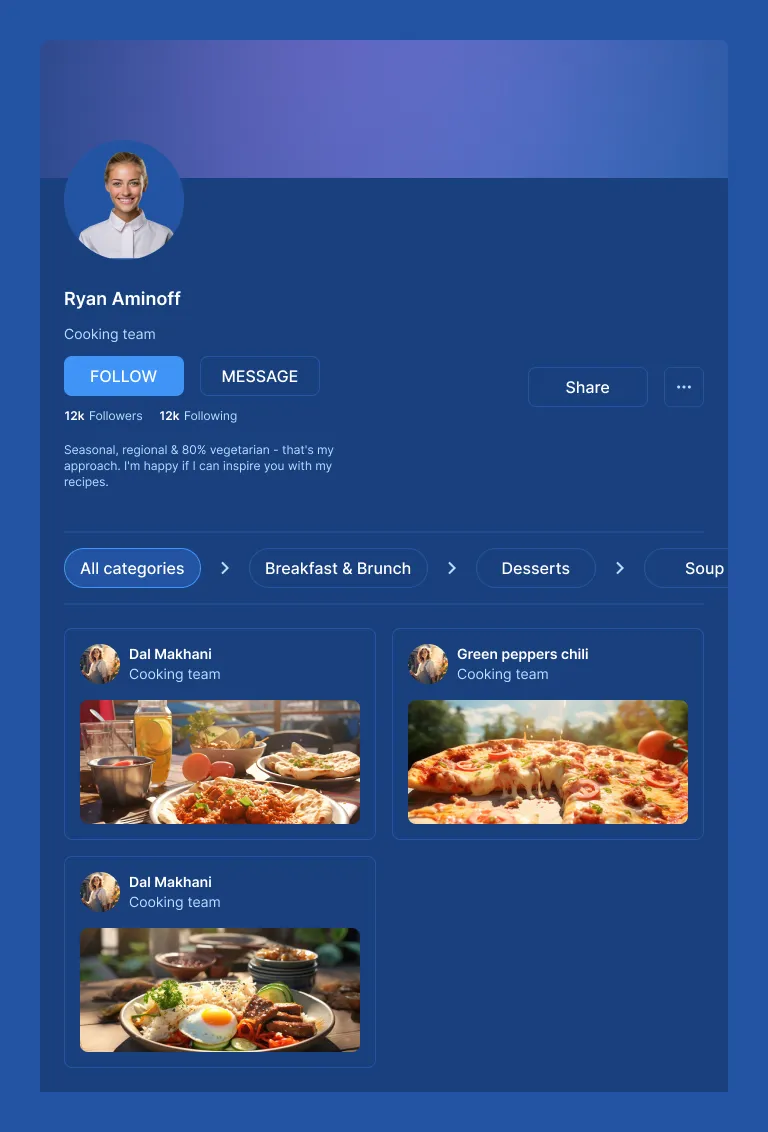 Ryan Aminoff
Cooking team
FOLLOW
MESSAGE
Share
12k Followers 12k Following
Seasonal, regional & 80% vegetarian - that's my
approach. I'm happy if I can inspire you with my
recipes.
All categories
Breakfast & Brunch
Desserts
Soup
Dal Makhani
Cooking team
Green peppers chili
Cooking team
Dal Makhani
Cooking team